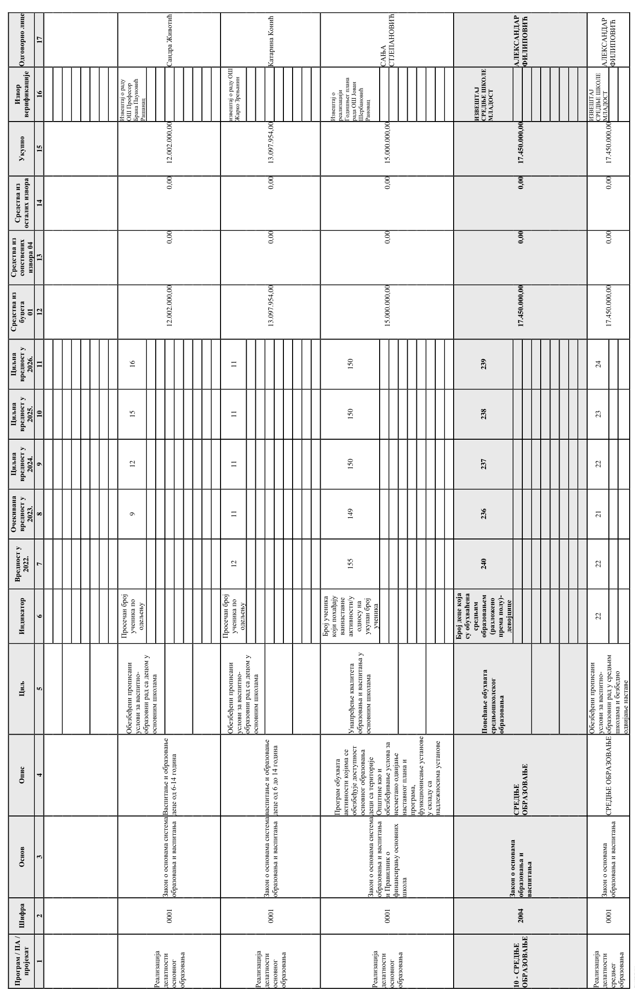 Програм / ПА /
пројекат
Шифра
Основ
Опис
Циљ
Индикатор
Вредност у
2022.
Очекивана
вредност у
2023.
Циљна
вредност у
2024.
Циљна
вредност у
2025.
Циљна
вредност у
2026.
Средства из
буџета
01
Средства из
сопствених
извора 04
Средства из
осталих извора
Укупно
Извор
верификације
Одговорно лице
1
2
3
4
5
6
7
8
9
10
11
12
13
14
15
16
17
Реализација
делатности
основног
образовања
0001
Закон о основама система
образовања и васпитања
Васпитање и образовање
деце од 6-14 година
Обезбеђени прописани
услови за васпитно-
образовни рад са децом у
основним школама
Просечан број
ученика по
одељењу
9
12
15
16
12.002.000,00
0,00
0,00
12.002.000,00
Извештај о раду
ОШ Професор
Брана Пауновић
Рашанац
Сандра Животић
Реализација
делатности
основног
образовања
0001
Закон о основама система
образовања и васпитања
васпитање и образовање
деце од 6 до 14 година
Обезбеђени прописани
услови за васпитно-
образовни рад са децом у
основним школама
Просечан број
ученика по
одељењу
12
11
11
11
11
13.097.954,00
0,00
0,00
13.097.954,00
извештај о раду ОШ
Жарко Зрењанин
Катарина Конић
Реализација
делатности
основног
образовања
0001
Закон о основама система
образовања и васпитања
и Правилник о
финансирању основних
школа
Програм обухвата
активности којима се
обезбеђује доступност
основног образовања
деци са територије
Општине као и
обезбеђивање услова за
несметано одвијање
наставног плана и
програма,
функционисање установе
у складу са
надлежносима установе
Унапређење квалитета
образовања и васпитања у
основним школама
Број ученика
који похађају
ваннаставне
активности/у
односу на
укупан број
ученика
155
149
150
150
150
15.000.000,00
0,00
0,00
15.000.000,00
Извештај о
реализацији
Годишњег плана
рада ОШ Јован
Шербановић
Рановац
САЊА
СТЈЕПАНОВИЋ
10 - СРЕДЊЕ
ОБРАЗОВАЊЕ
2004
Закон о основама
образовања и
васпитања
СРЕДЊЕ
ОБРАЗОВАЊЕ
Повећање обухвата
средњошколског
образовања
Број деце која
су обухваћена
средњим
образовањем
(разложено
према полу)-
девојчице
240
236
237
238
239
17.450.000,00
0,00
0,00
17.450.000,00
ИЗВЕШТАЈ
СРЕДЊЕ ШКОЛЕ
МЛАДОСТ
АЛЕКСАНДАР
ФИЛИПОВИЋ
Реализација
делатности
средњег
образовања
0001
Закон о основама
образовања и васпитања
СРЕДЊЕ ОБРАЗОВАЊЕ
Обезбеђени прописани
услови за васпитно-
образовни рад у средњим
школама и безбедно
одвијање наставе
22
22
21
22
23
24
17.450.000,00
0,00
0,00
17.450.000,00
ИЗВЕШТАЈ
СРЕДЊЕ ШКОЛЕ
МЛАДОСТ
АЛЕКСАНДАР
ФИЛИПОВИЋ